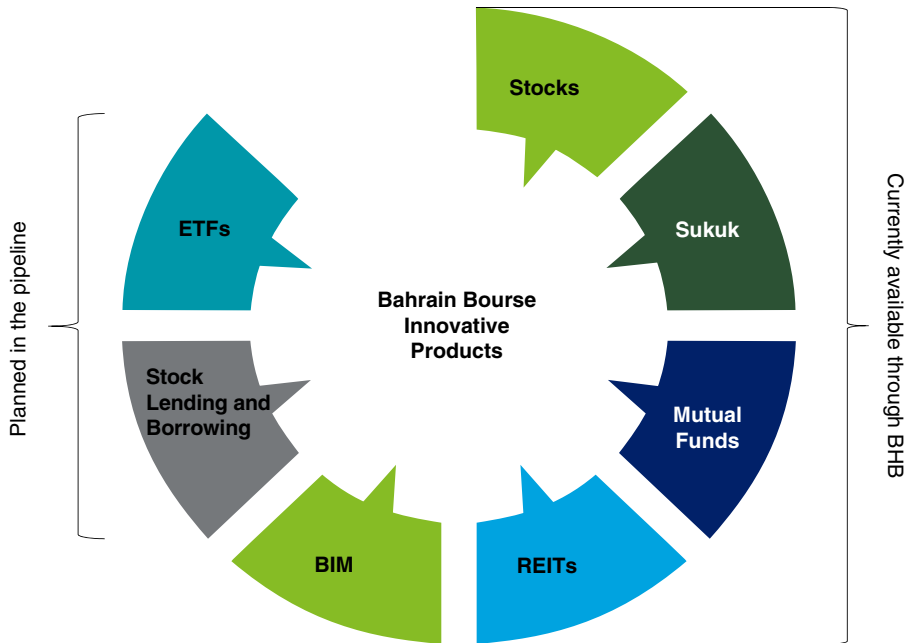 Stocks
Sukuk
Mutual
Funds
REITs
BIM
Stock
Lending and
Borrowing
ETFs
Bahrain Bourse
Innovative
Products
Planned in the pipeline
Currently available through BHB